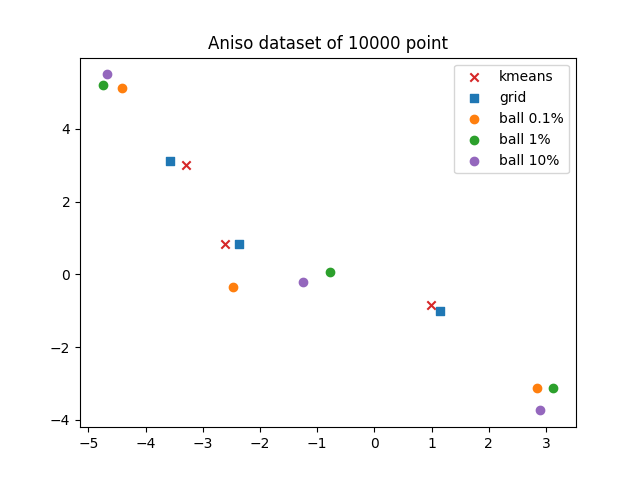 Aniso dataset of 10000 point
kmeans
grid
ball 0.1%
ball 1%
ball 10%
4
2
0
−2
−4
−5 −4 −3 −2 −1 0 1 2 3